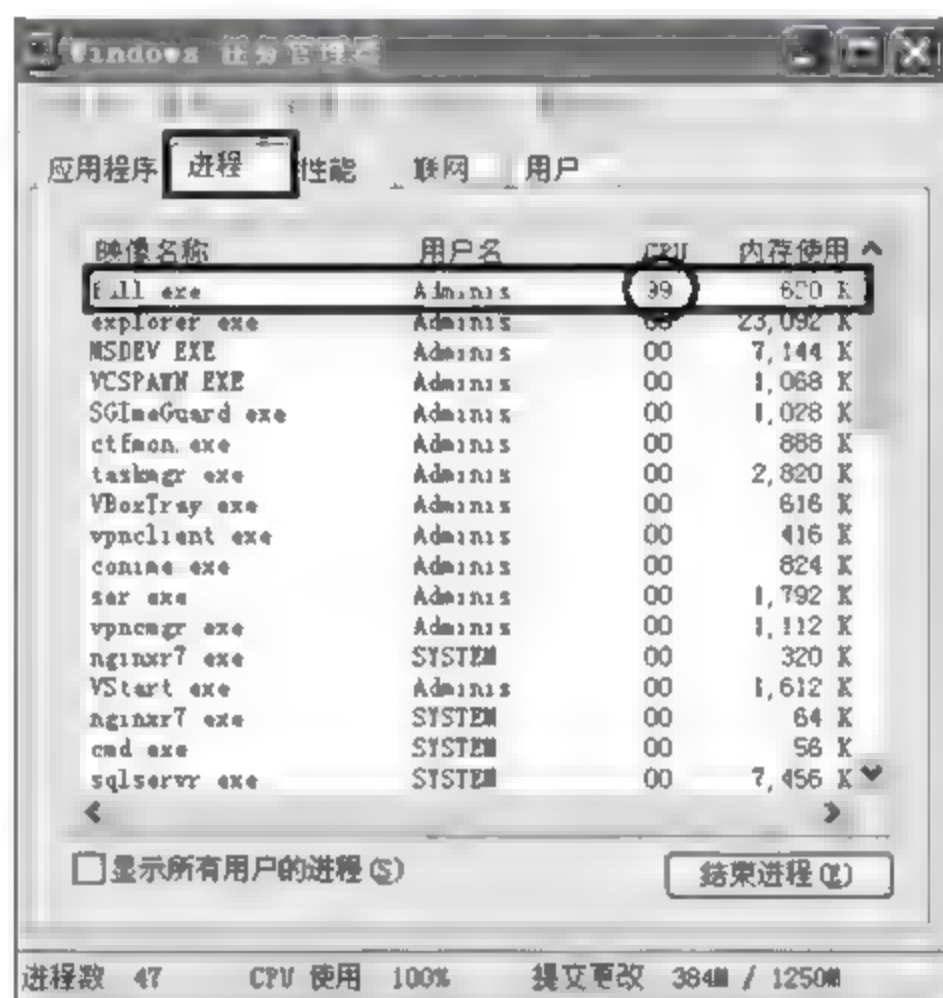 Windows 任务管理器
应用程序 进程 性能 联网 用户
映像名称 用户名 CPU 内存使用
Adminis 99 K
explorer exe Adminis 23,092 K
MSDEV EXE Adminis 00 7,144 K
VCSPAWN EXE Adminis 00 1,068 K
SGImeGuard exe Adminis 00 1,028 K
ctfmon.exe Adminis 00 888 K
taskmgr exe Adminis 00 2,820 K
VBoxTray exe Adminis 00 616 K
vpnclient exe Adminis 00 416 K
conime exe Adminis 00 824 K
ser exe Adminis 00 1,792 K
vpncmgr exe Adminis 00 1,112 K
nginxr7 exe SYSTEM 00 320 K
VStart exe Adminis 00 1,612 K
nginxr7 exe SYSTEM 00 64 K
cmd exe SYSTEM 00 56 K
sqlservr exe SYSTEM 00 7,456 K
显示所有用户的进程(S) 结束进程(E)
进程数 47 CPU 使用 100% 提交更改 384M / 1250M